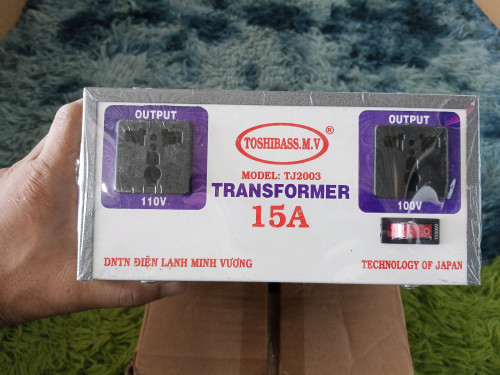 OUTPUT
110V
TOSHIBASS.M.V ®
MODEL: TJ2003
TRANSFORMER
15A
OUTPUT
100V
DNTN ĐIỆN LẠNH MINH VƯƠNG
TECHNOLOGY OF JAPAN